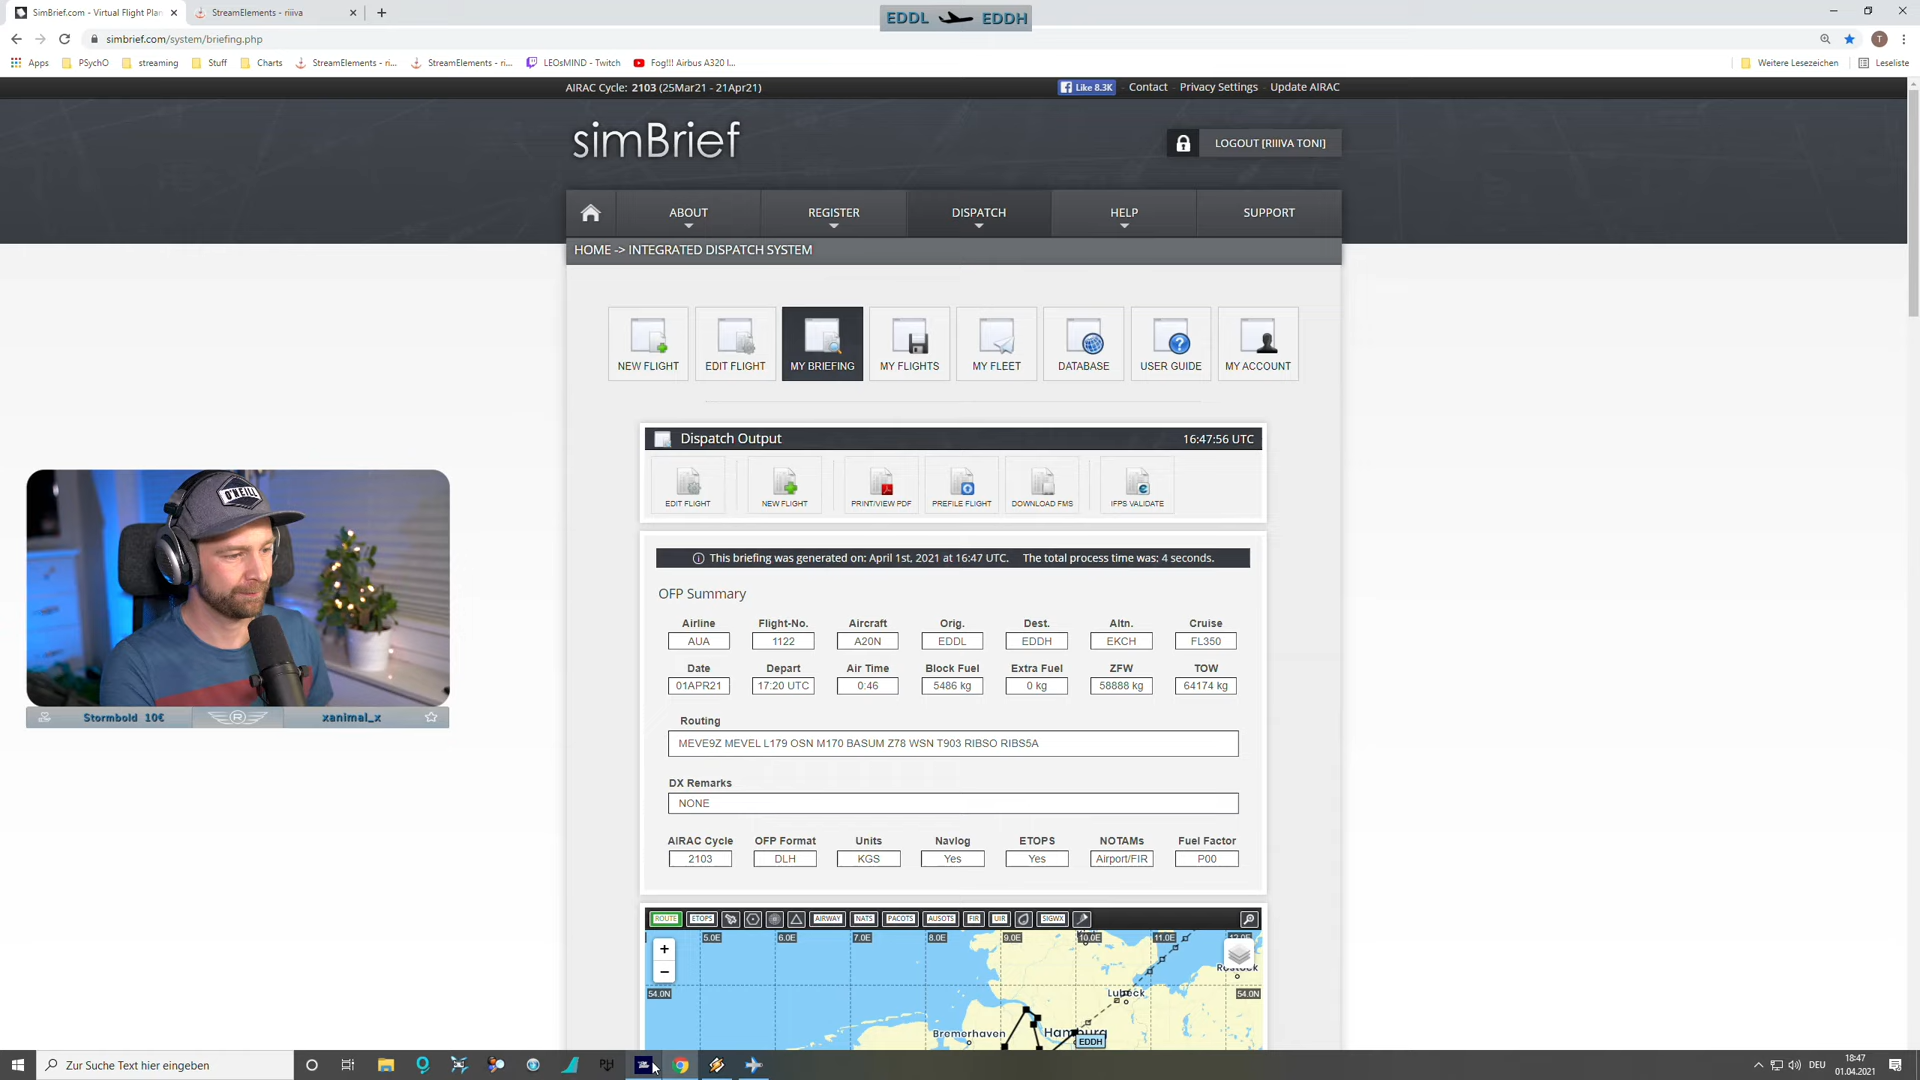 SimBrief.com - Virtual Flight Plan
StreamElements - riiiva
EDDL EDDH
simbrief.com/system/briefing.php
T
Apps PSychO streaming Stuff Charts StreamElements - ri... StreamElements - ri... LEOsMIND - Twitch Fog!!! Airbus A320 l... Weitere Lesezeichen Leseliste
AIRAC Cycle: 2103 (25Mar21 - 21Apr21)
Like 8.3K - Contact - Privacy Settings - Update AIRAC
simBrief
LOGOUT [RIIIVA TONI]
ABOUT REGISTER DISPATCH HELP SUPPORT
HOME -> INTEGRATED DISPATCH SYSTEM
NEW FLIGHT EDIT FLIGHT MY BRIEFING MY FLIGHTS MY FLEET DATABASE USER GUIDE MY ACCOUNT
Dispatch Output 16:47:56 UTC
EDIT FLIGHT NEW FLIGHT PRINT/VIEW PDF PREFILE FLIGHT DOWNLOAD FMS IFPS VALIDATE
O'NEILL
This briefing was generated on: April 1st, 2021 at 16:47 UTC. The total process time was: 4 seconds.
OFP Summary
Airline Flight-No. Aircraft Orig. Dest. Altn. Cruise
AUA 1122 A20N EDDL EDDH EKCH FL350
Date Depart Air Time Block Fuel Extra Fuel ZFW TOW
01APR21 17:20 UTC 0:46 5486 kg 0 kg 58888 kg 64174 kg
Stormbold 10€ R xanimal_x
Routing
MEVE9Z MEVEL L179 OSN M170 BASUM Z78 WSN T903 RIBSO RIBS5A
DX Remarks
NONE
AIRAC Cycle OFP Format Units Navlog ETOPS NOTAMs Fuel Factor
2103 DLH KGS Yes Yes Airport/FIR P00
ROUTE ETOPS AIRWAY NATS PACOTS AUSOTS FIR UIR SIGWX
5.0E 6.0E 7.0E 8.0E 9.0E 10.0E 11.0E 12.0E
+
−
Rostock
54.0N Lubeck 54.0N
Bremerhaven Hamburg
EDDH
Zur Suche Text hier eingeben
DEU
18:47
01.04.2021